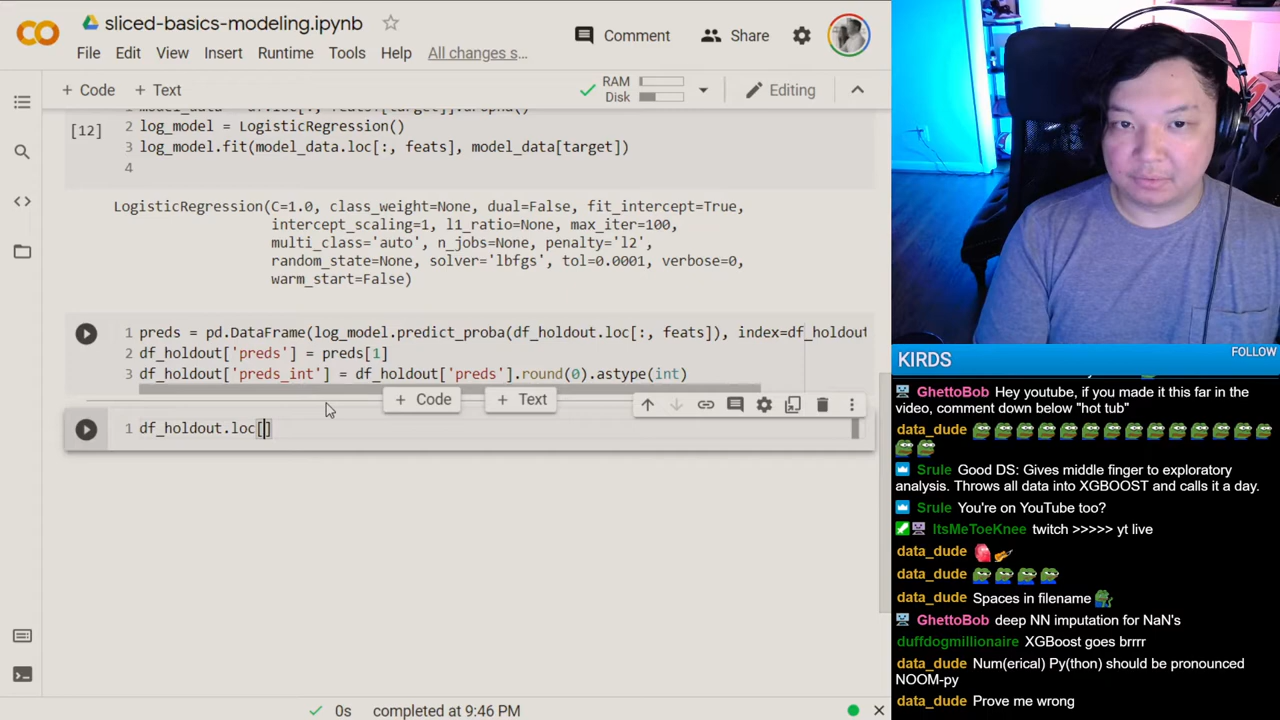 sliced-basics-modeling.ipynb
Comment
Share
File Edit View Insert Runtime Tools Help All changes s…
+ Code + Text
RAM
Disk
Editing
[12]
2 log_model = LogisticRegression()
3 log_model.fit(model_data.loc[:, feats], model_data[target])
4
LogisticRegression(C=1.0, class_weight=None, dual=False, fit_intercept=True,
intercept_scaling=1, l1_ratio=None, max_iter=100,
multi_class='auto', n_jobs=None, penalty='l2',
random_state=None, solver='lbfgs', tol=0.0001, verbose=0,
warm_start=False)
1 preds = pd.DataFrame(log_model.predict_proba(df_holdout.loc[:, feats]), index=df_holdout
2 df_holdout['preds'] = preds[1]
3 df_holdout['preds_int'] = df_holdout['preds'].round(0).astype(int)
+ Code + Text
1 df_holdout.loc[]
0s completed at 9:46 PM
KIRDS
FOLLOW
GhettoBob Hey youtube, if you made it this far in the
video, comment down below "hot tub"
data_dude
Srule Good DS: Gives middle finger to exploratory
analysis. Throws all data into XGBOOST and calls it a day.
Srule You're on YouTube too?
ItsMeToeKnee twitch >>>>> yt live
data_dude
data_dude
data_dude Spaces in filename
GhettoBob deep NN imputation for NaN's
duffdogmillionaire XGBoost goes brrrr
data_dude Num(erical) Py(thon) should be pronounced
NOOM-py
data_dude Prove me wrong